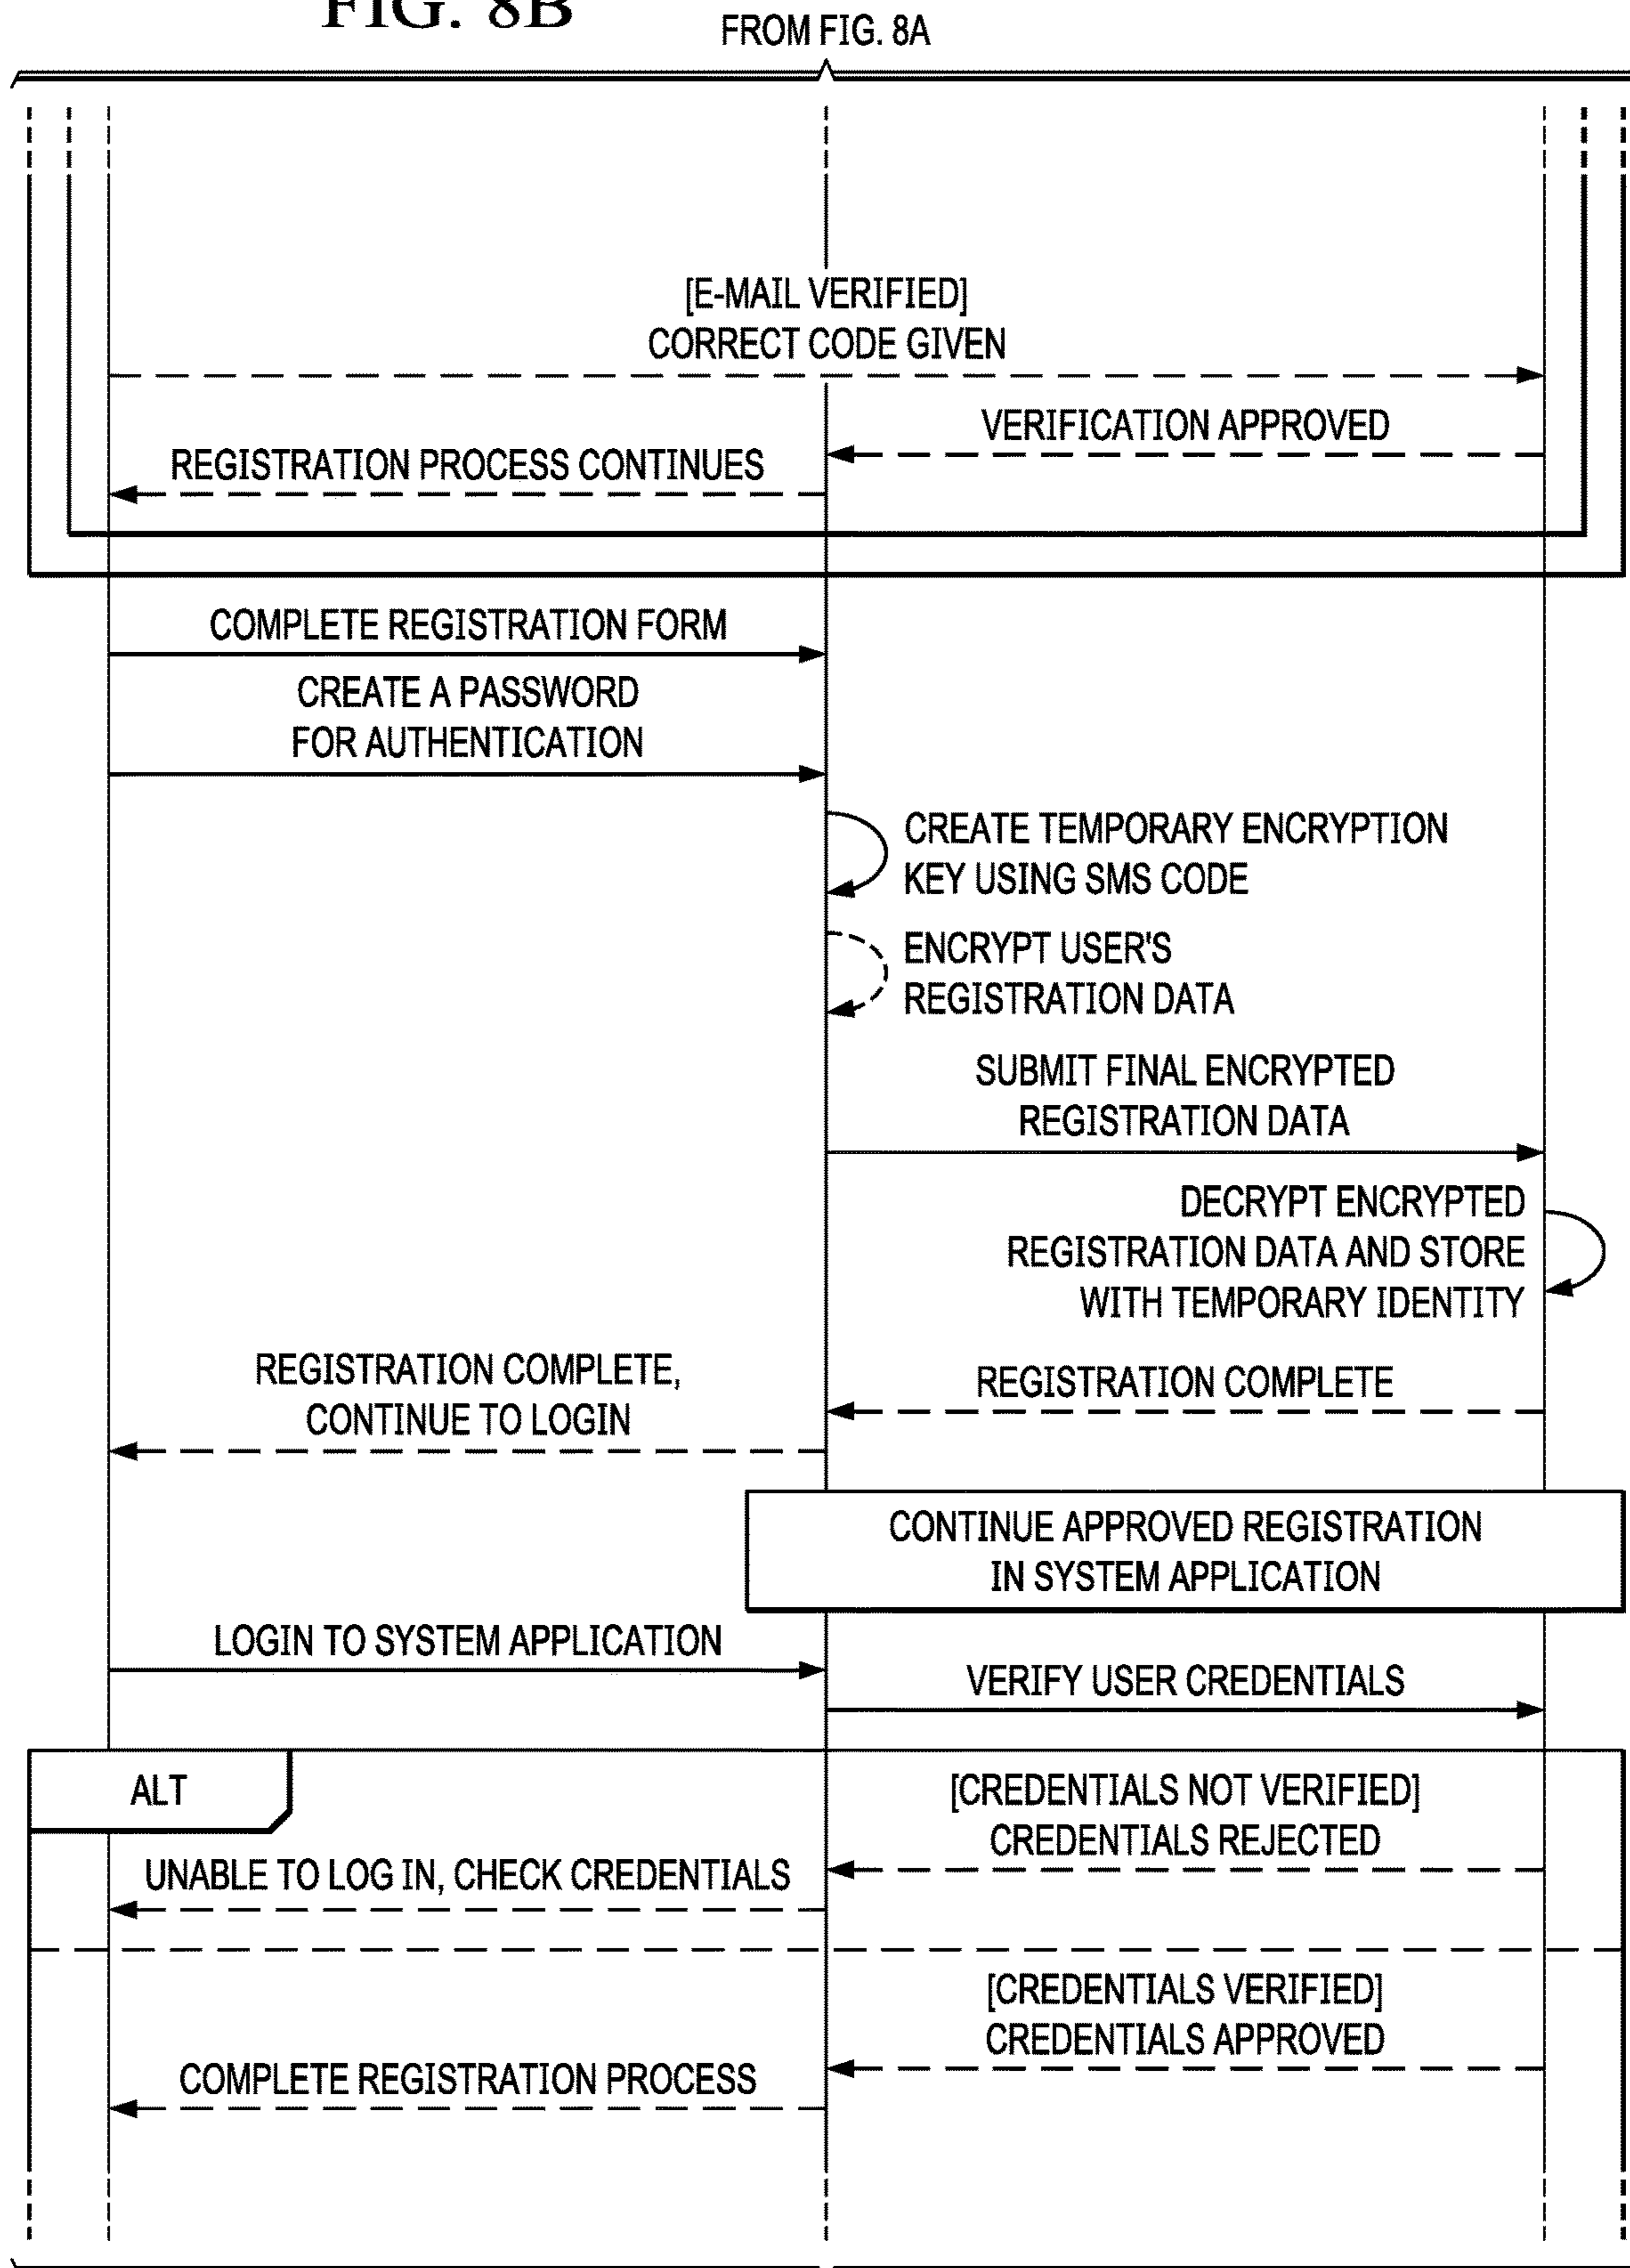 FIG. 8B
FROM FIG. 8A
[E-MAIL VERIFIED]
CORRECT CODE GIVEN
VERIFICATION APPROVED
REGISTRATION PROCESS CONTINUES
COMPLETE REGISTRATION FORM
CREATE A PASSWORD
FOR AUTHENTICATION
CREATE TEMPORARY ENCRYPTION
KEY USING SMS CODE
ENCRYPT USER'S
REGISTRATION DATA
SUBMIT FINAL ENCRYPTED
REGISTRATION DATA
DECRYPT ENCRYPTED
REGISTRATION DATA AND STORE
WITH TEMPORARY IDENTITY
REGISTRATION COMPLETE,
CONTINUE TO LOGIN
REGISTRATION COMPLETE
CONTINUE APPROVED REGISTRATION
IN SYSTEM APPLICATION
LOGIN TO SYSTEM APPLICATION
VERIFY USER CREDENTIALS
ALT
[CREDENTIALS NOT VERIFIED]
CREDENTIALS REJECTED
UNABLE TO LOG IN, CHECK CREDENTIALS
[CREDENTIALS VERIFIED]
CREDENTIALS APPROVED
COMPLETE REGISTRATION PROCESS